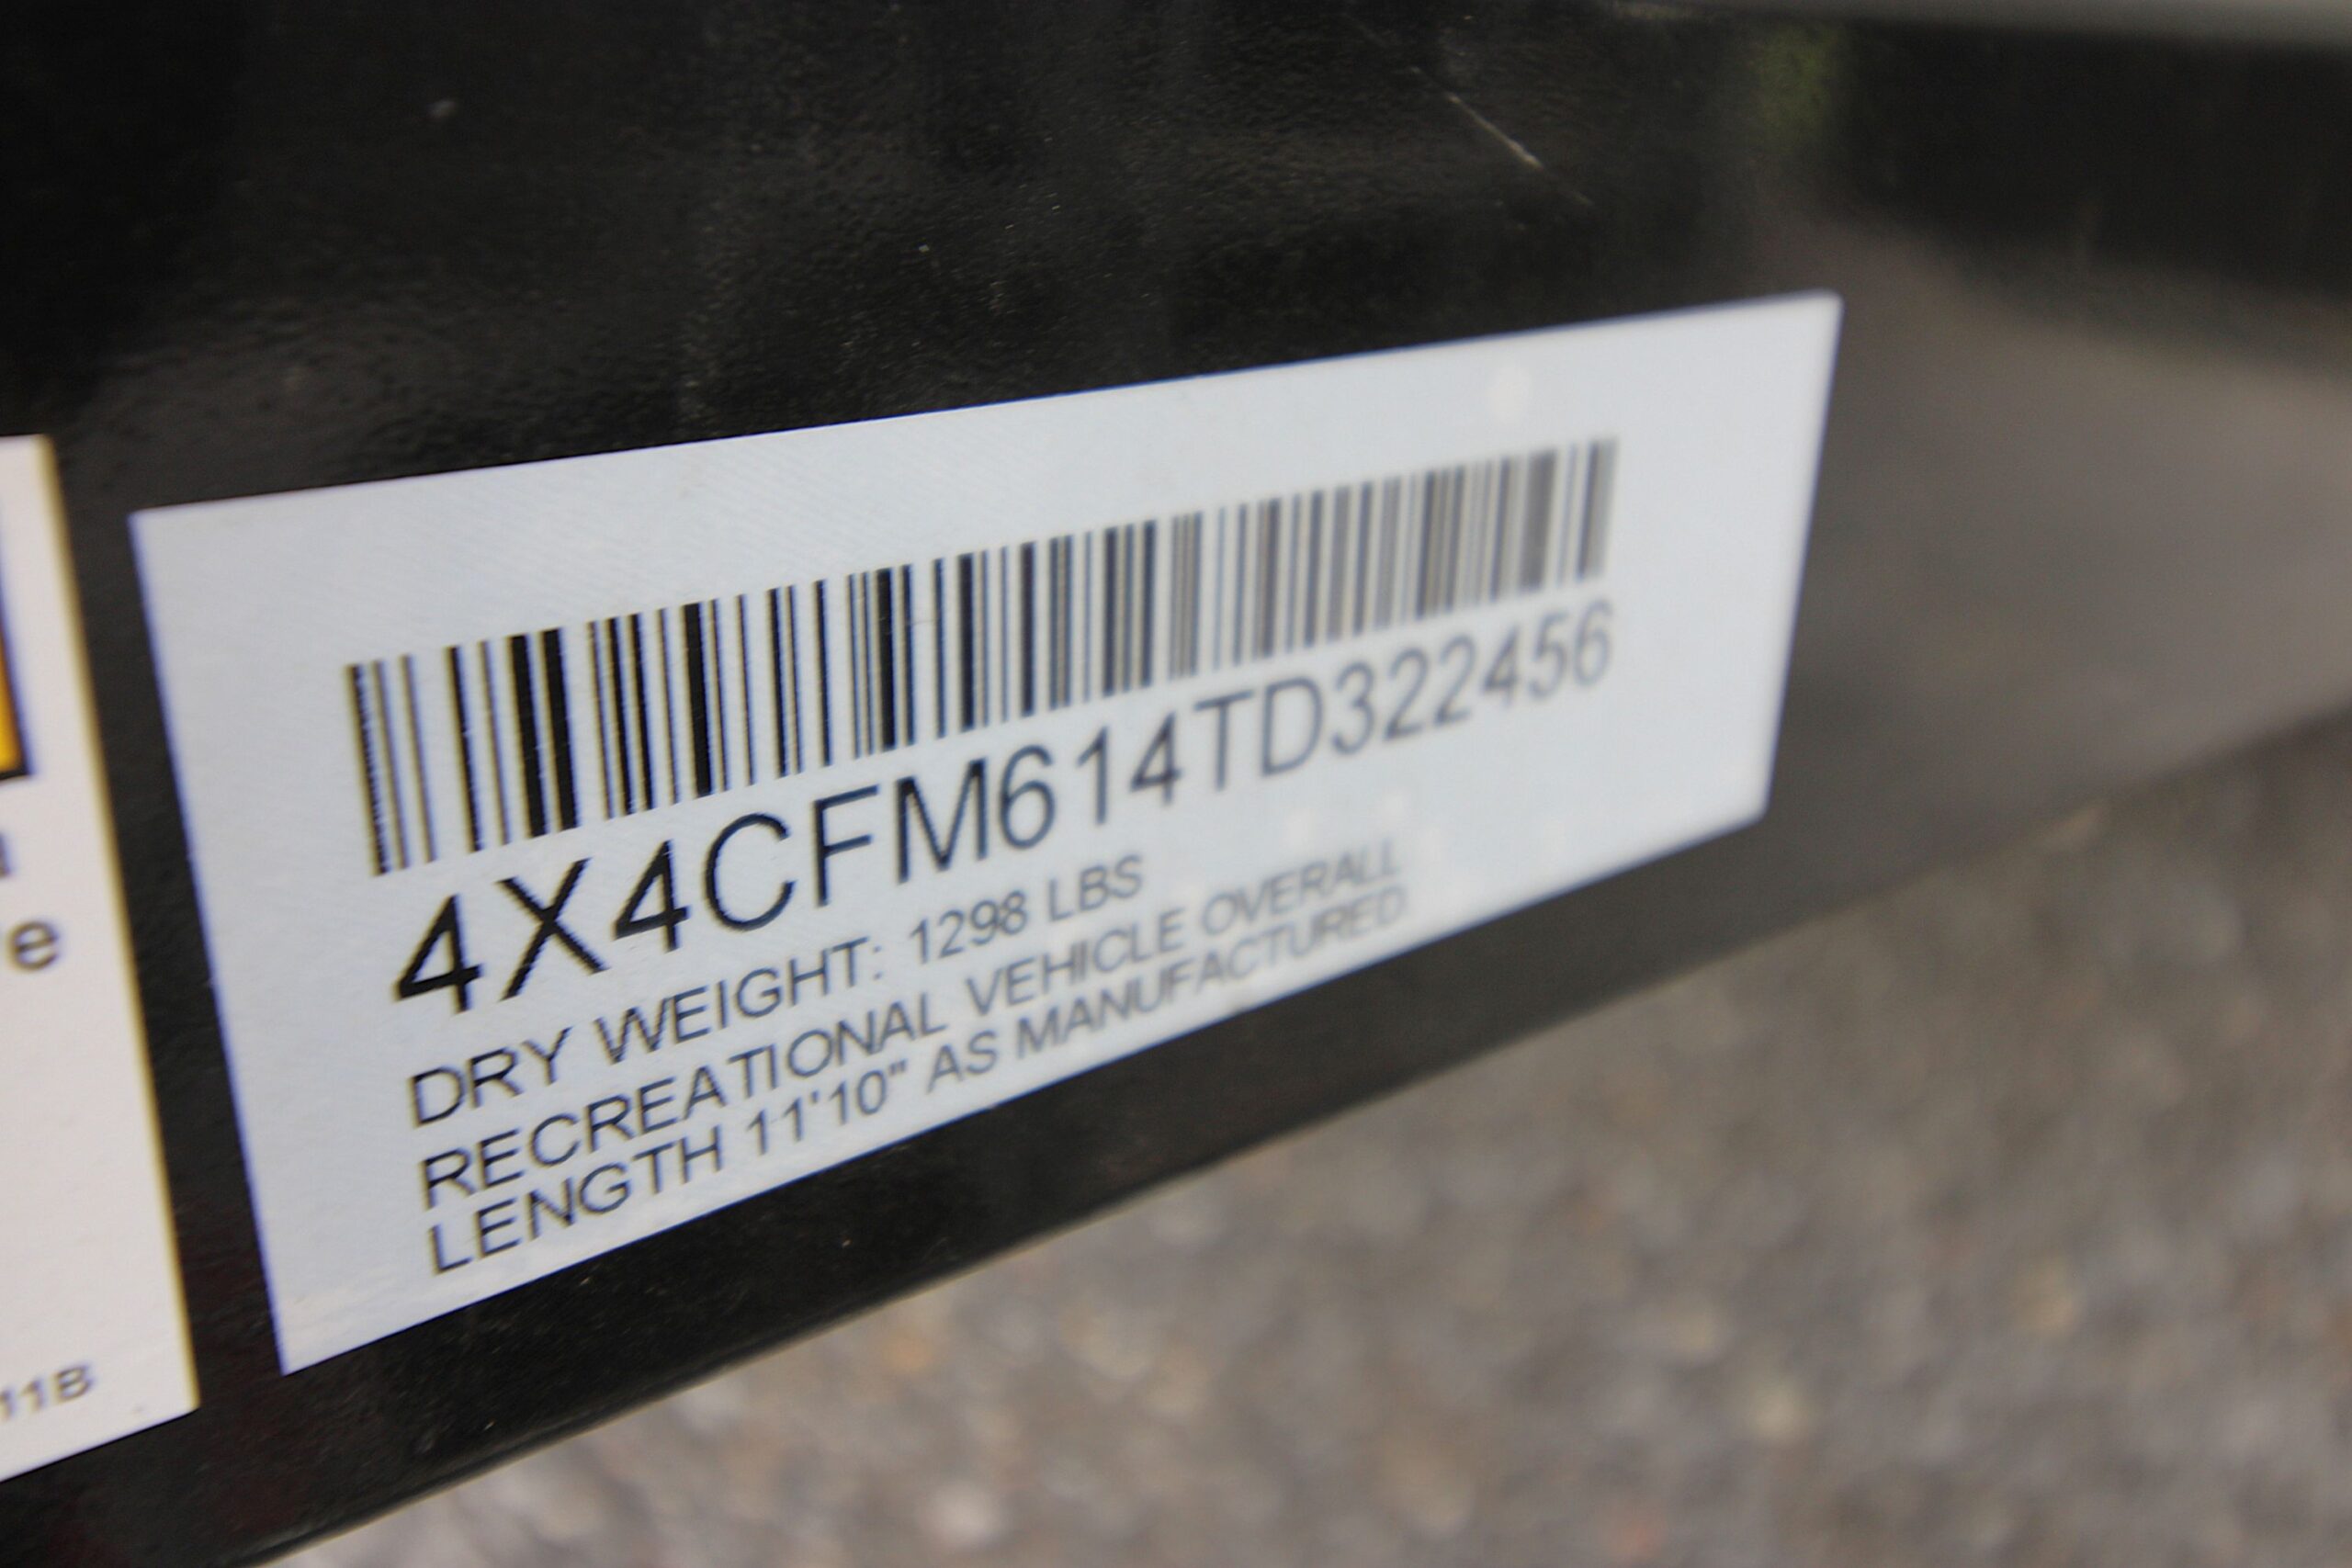 4X4CFM614TD322456
DRY WEIGHT: 1298 LBS
RECREATIONAL VEHICLE OVERALL
LENGTH 11'10" AS MANUFACTURED
e
11B